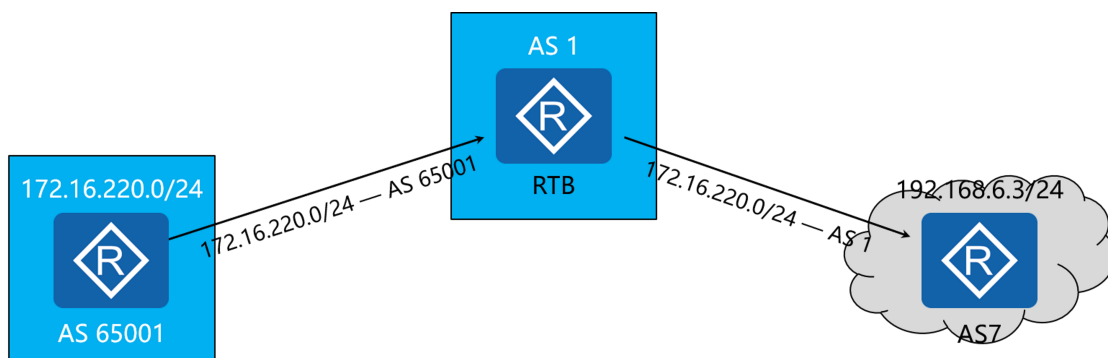 AS 1
R
RTB
172.16.220.0/24
R
AS 65001
172.16.220.0/24 — AS 65001
172.16.220.0/24 — AS 1
192.168.6.3/24
R
AS7